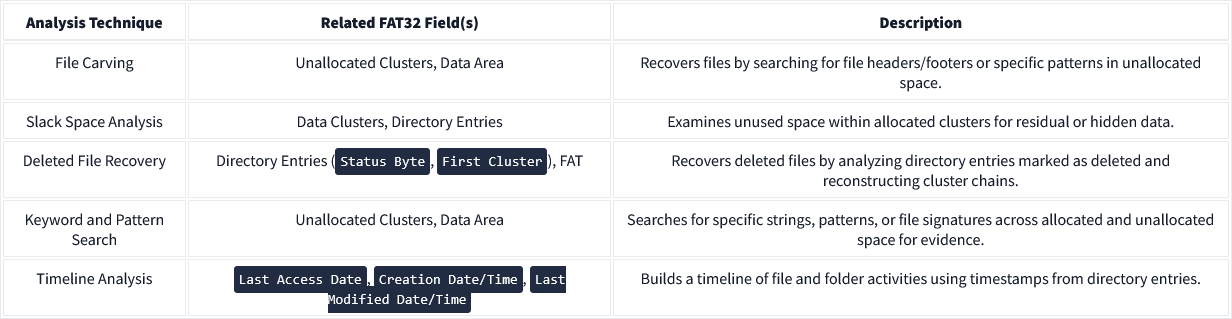 Analysis Technique Related FAT32 Field(s) Description
File Carving Unallocated Clusters, Data Area Recovers files by searching for file headers/footers or specific patterns in unallocated
space.
Slack Space Analysis Data Clusters, Directory Entries Examines unused space within allocated clusters for residual or hidden data.
Deleted File Recovery Directory Entries (Status Byte, First Cluster), FAT Recovers deleted files by analyzing directory entries marked as deleted and
reconstructing cluster chains.
Keyword and Pattern Unallocated Clusters, Data Area Searches for specific strings, patterns, or file signatures across allocated and unallocated
Search space for evidence.
Timeline Analysis Last Access Date, Creation Date/Time, Last Builds a timeline of file and folder activities using timestamps from directory entries.
Modified Date/Time